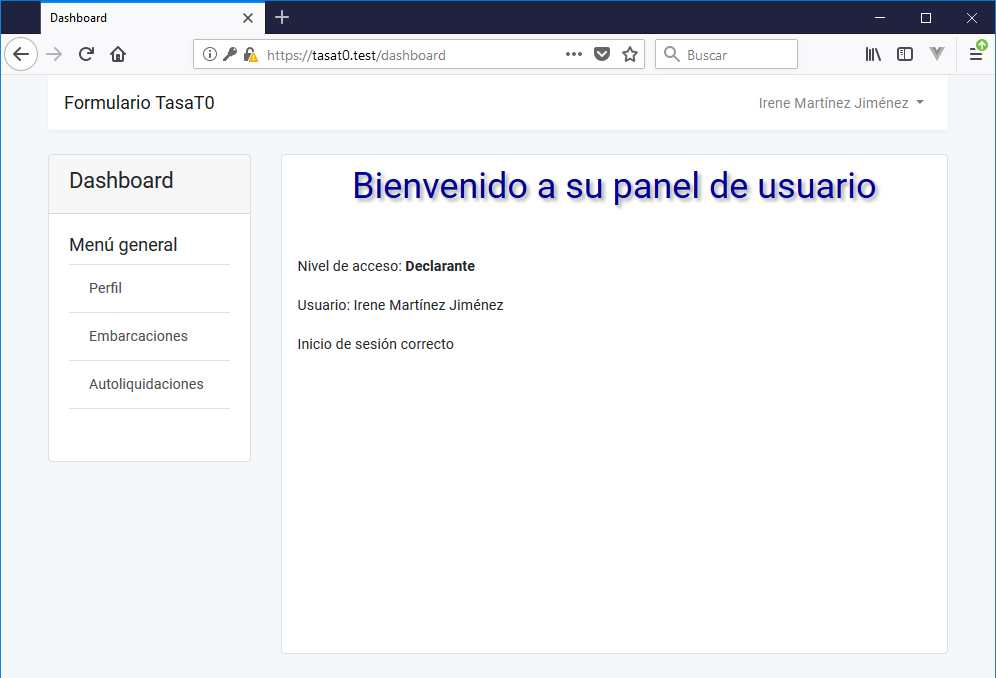 Dashboard
https://tasat0.test/dashboard
Buscar
Formulario TasaT0
Irene Martínez Jiménez
Dashboard
Menú general
Perfil
Embarcaciones
Autoliquidaciones
Bienvenido a su panel de usuario
Nivel de acceso: Declarante
Usuario: Irene Martínez Jiménez
Inicio de sesión correcto